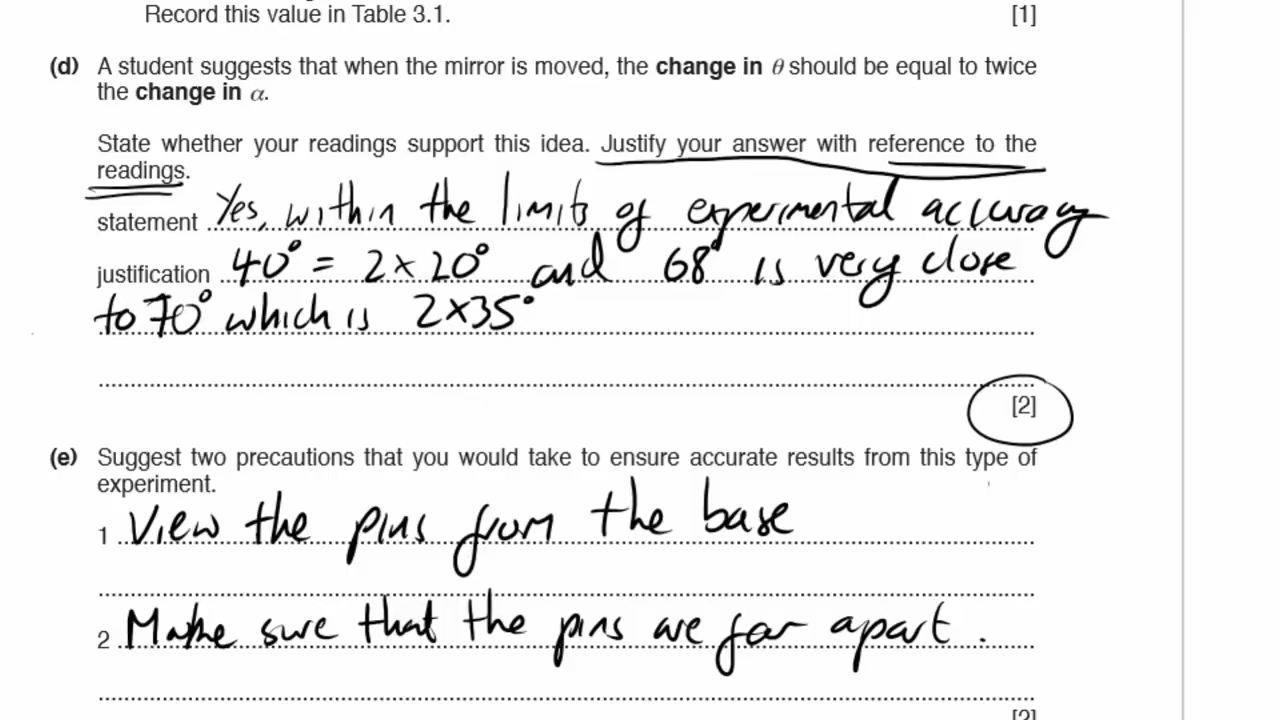 Record this value in Table 3.1. [1]
(d) A student suggests that when the mirror is moved, the change in θ should be equal to twice
the change in α.
State whether your readings support this idea. Justify your answer with reference to the
readings.
statement Yes, within the limits of experimental accuracy
justification 40° = 2 × 20° and 68° is very close
to 70° which is 2×35°
[2]
(e) Suggest two precautions that you would take to ensure accurate results from this type of
experiment.
1 View the pins from the base
2 Make sure that the pins are far apart.
[2]